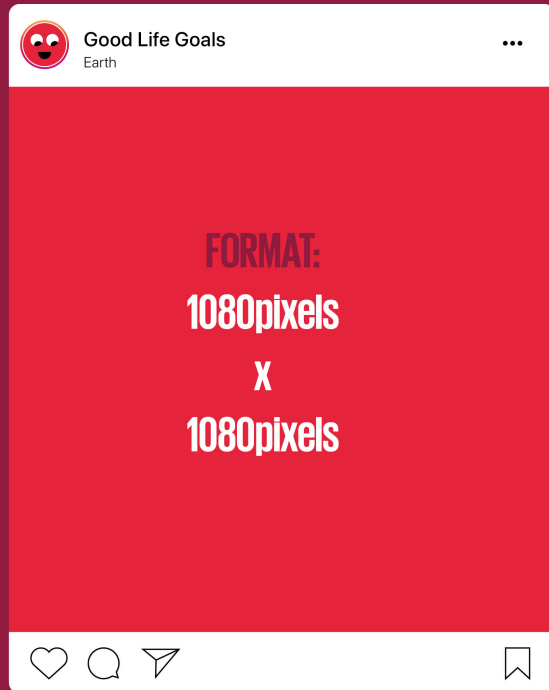 Good Life Goals
Earth
FORMAT:
1080pixels
x
1080pixels